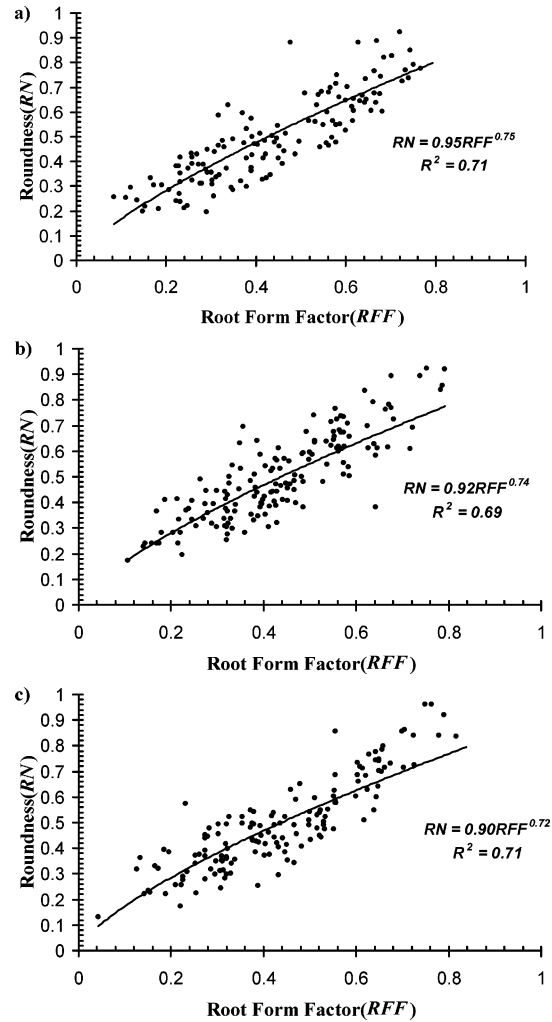 a)
1
0.9
0.8
0.7
0.6
0.5
0.4
0.3
0.2
0.1
0
Roundness(RN)
RN = 0.95RFF^0.75
R² = 0.71
0 0.2 0.4 0.6 0.8 1
Root Form Factor(RFF)
b)
1
0.9
0.8
0.7
0.6
0.5
0.4
0.3
0.2
0.1
0
Roundness(RN)
RN = 0.92RFF^0.74
R² = 0.69
0 0.2 0.4 0.6 0.8 1
Root Form Factor(RFF)
c)
1
0.9
0.8
0.7
0.6
0.5
0.4
0.3
0.2
0.1
0
Roundness(RN)
RN = 0.90RFF^0.72
R² = 0.71
0 0.2 0.4 0.6 0.8 1
Root Form Factor(RFF)